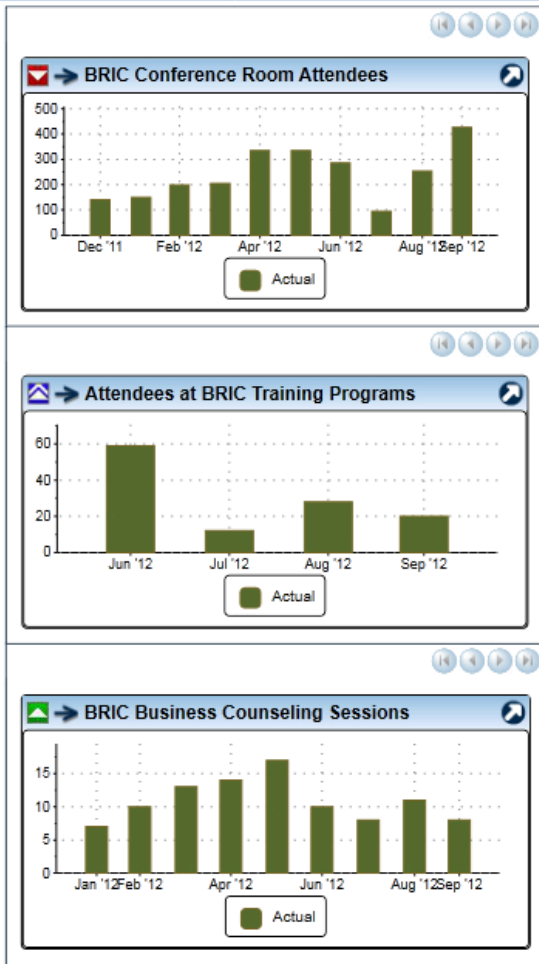 BRIC Conference Room Attendees
500
400
300
200
100
0
Dec '11 Feb '12 Apr '12 Jun '12 Aug '12 Sep '12
Actual
Attendees at BRIC Training Programs
60
40
20
0
Jun '12 Jul '12 Aug '12 Sep '12
Actual
BRIC Business Counseling Sessions
15
10
5
0
Jan '12 Feb '12 Apr '12 Jun '12 Aug '12 Sep '12
Actual